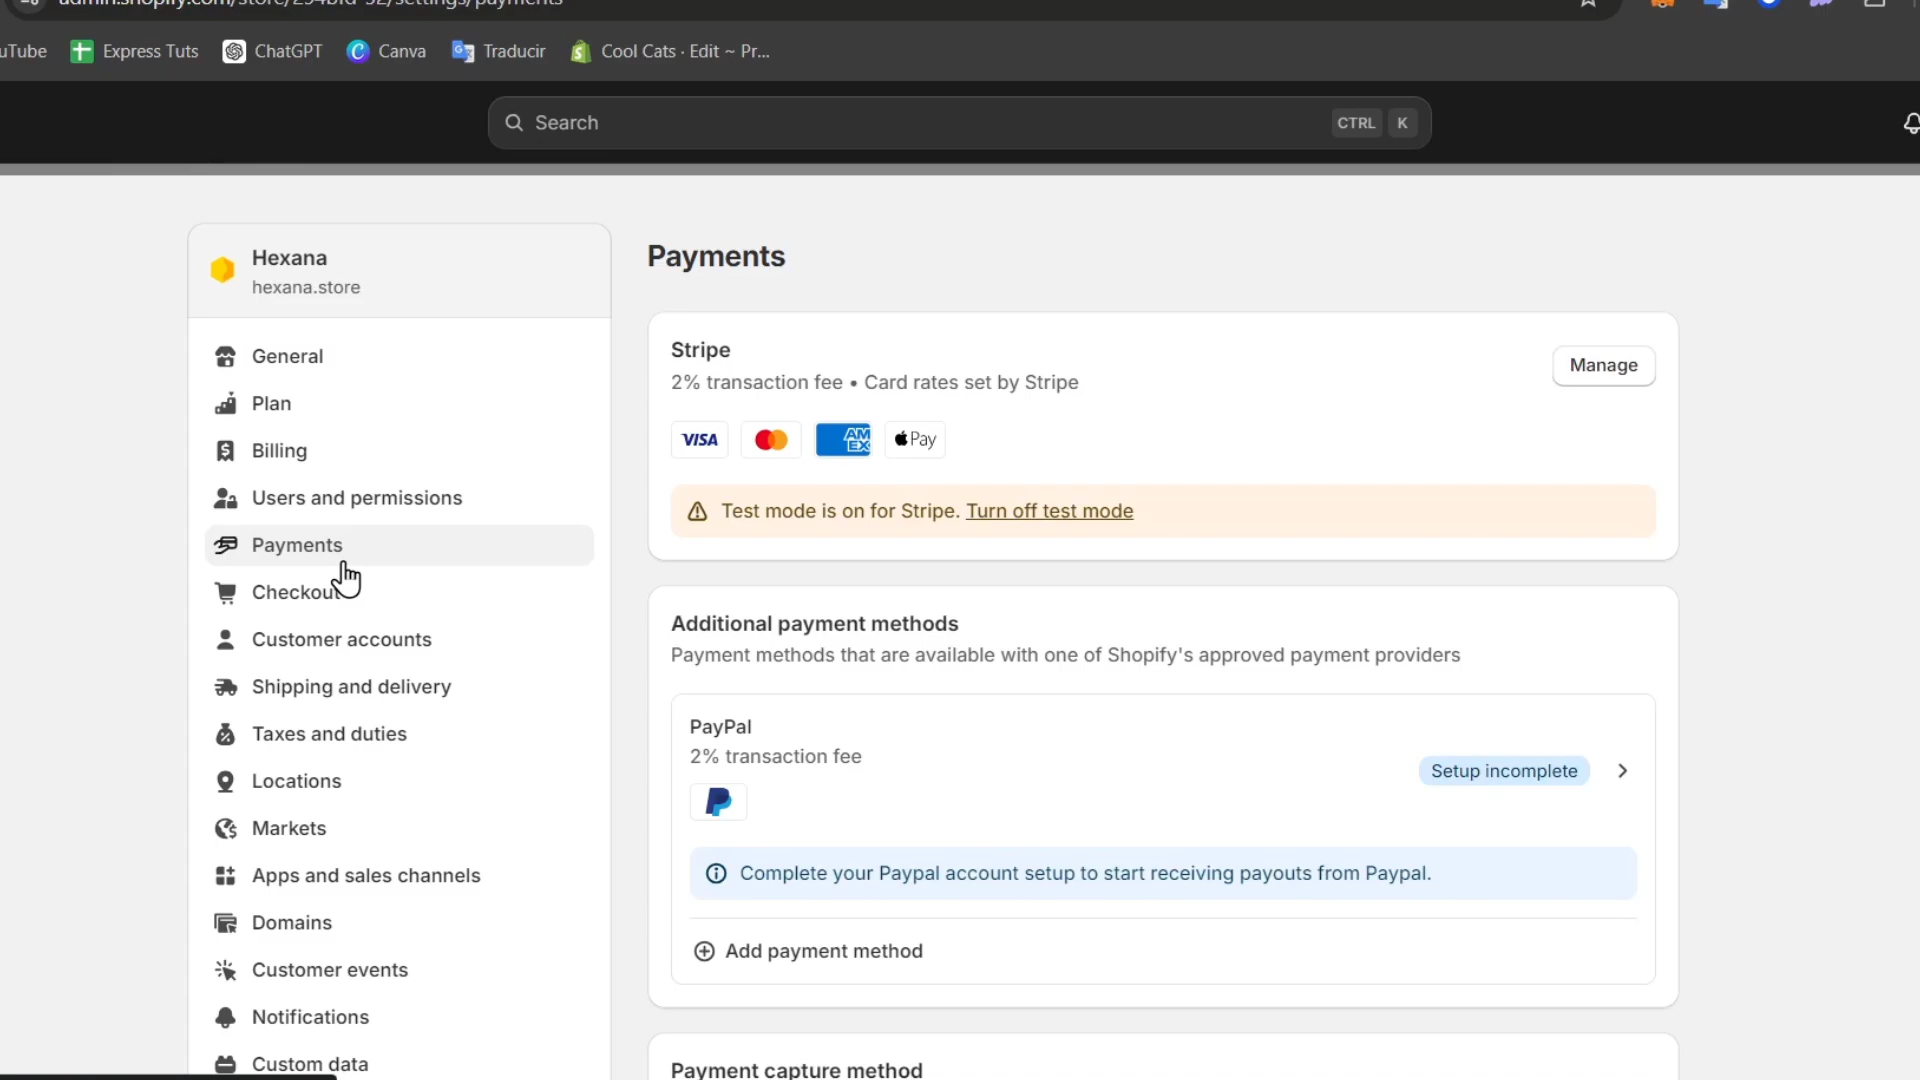 uTube
Express Tuts
ChatGPT
Canva
Traducir
Cool Cats · Edit ~ Pr...
Search
CTRL K
Hexana
hexana.store
General
Plan
Billing
Users and permissions
Payments
Checkout
Customer accounts
Shipping and delivery
Taxes and duties
Locations
Markets
Apps and sales channels
Domains
Customer events
Notifications
Custom data
Payments
Stripe
2% transaction fee • Card rates set by Stripe
Manage
VISA
AM
EX
Pay
Test mode is on for Stripe. Turn off test mode
Additional payment methods
Payment methods that are available with one of Shopify's approved payment providers
PayPal
2% transaction fee
Setup incomplete
Complete your Paypal account setup to start receiving payouts from Paypal.
Add payment method
Payment capture method